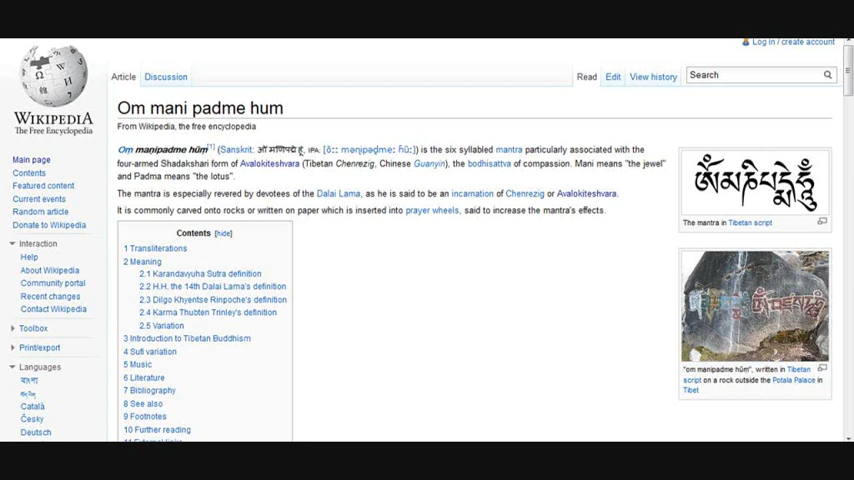 Log in / create account
Article Discussion Read Edit View history Search
WIKIPEDIA
The Free Encyclopedia
Main page
Contents
Featured content
Current events
Random article
Donate to Wikipedia
Interaction
Help
About Wikipedia
Community portal
Recent changes
Contact Wikipedia
Toolbox
Print/export
Languages
বাংলা
Català
Česky
Deutsch
Om mani padme hum
From Wikipedia, the free encyclopedia
Oṃ maṇipadme hūṃ[1] (Sanskrit: ओं मणिपद्मे हूं, IPA: [õːː məɳipəd̪meː ɦũː]) is the six syllabled mantra particularly associated with the
four-armed Shadakshari form of Avalokiteshvara (Tibetan Chenrezig, Chinese Guanyin), the bodhisattva of compassion. Mani means "the jewel"
and Padma means "the lotus".
The mantra is especially revered by devotees of the Dalai Lama, as he is said to be an incarnation of Chenrezig or Avalokiteshvara.
It is commonly carved onto rocks or written on paper which is inserted into prayer wheels, said to increase the mantra's effects.
Contents [hide]
1 Transliterations
2 Meaning
2.1 Karandavyuha Sutra definition
2.2 H.H. the 14th Dalai Lama's definition
2.3 Dilgo Khyentse Rinpoche's definition
2.4 Karma Thubten Trinley's definition
2.5 Variation
3 Introduction to Tibetan Buddhism
4 Sufi variation
5 Music
6 Literature
7 Bibliography
8 See also
9 Footnotes
10 Further reading
11 External links
ༀམཎིཔདྨེཧཱུྃ
The mantra in Tibetan script
"om manipadme hūṃ", written in Tibetan
script on a rock outside the Potala Palace in
Tibet